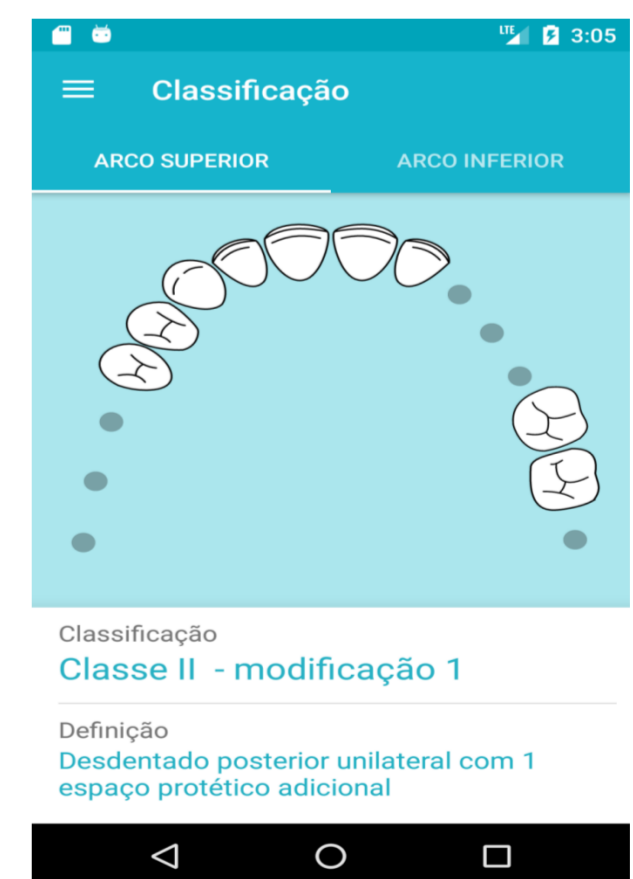 LTE 3:05
Classificação
ARCO SUPERIOR ARCO INFERIOR
Classificação
Classe II - modificação 1
Definição
Desdentado posterior unilateral com 1
espaço protético adicional